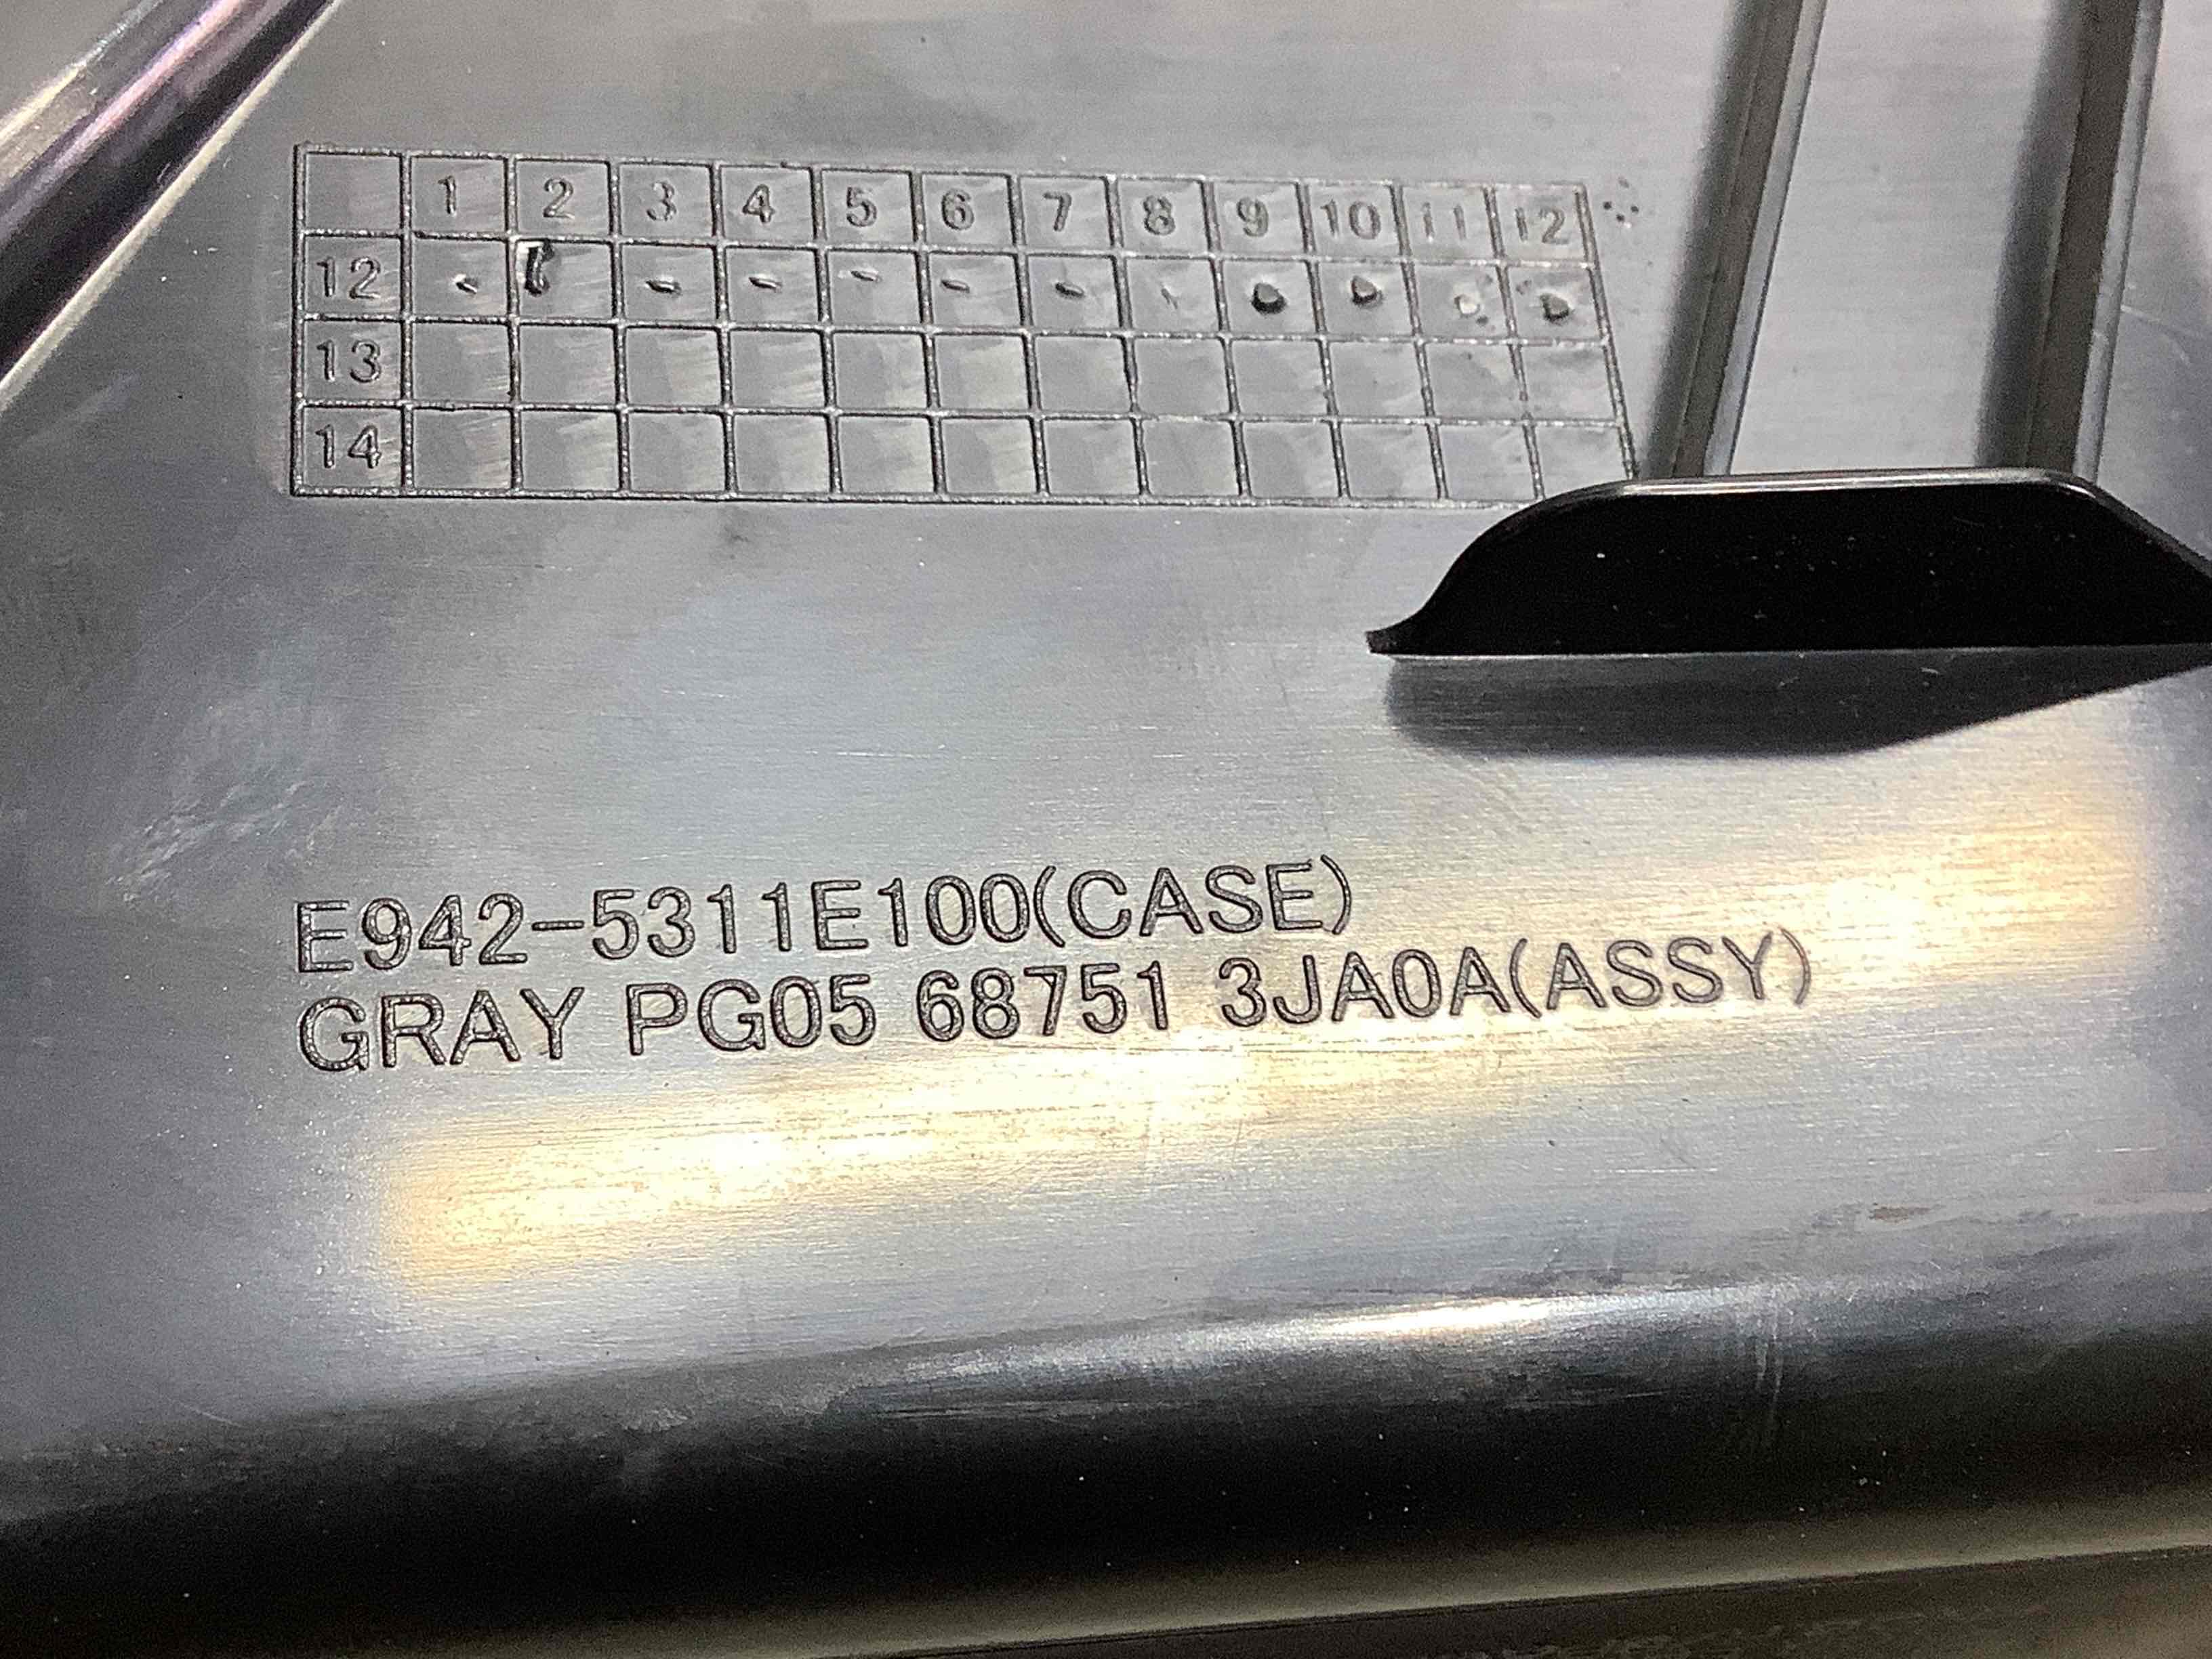 1 2 3 4 5 6 7 8 9 10 11 12
12
13
14
E942-5311E100(CASE)
GRAY PG05 68751 3JA0A(ASSY)